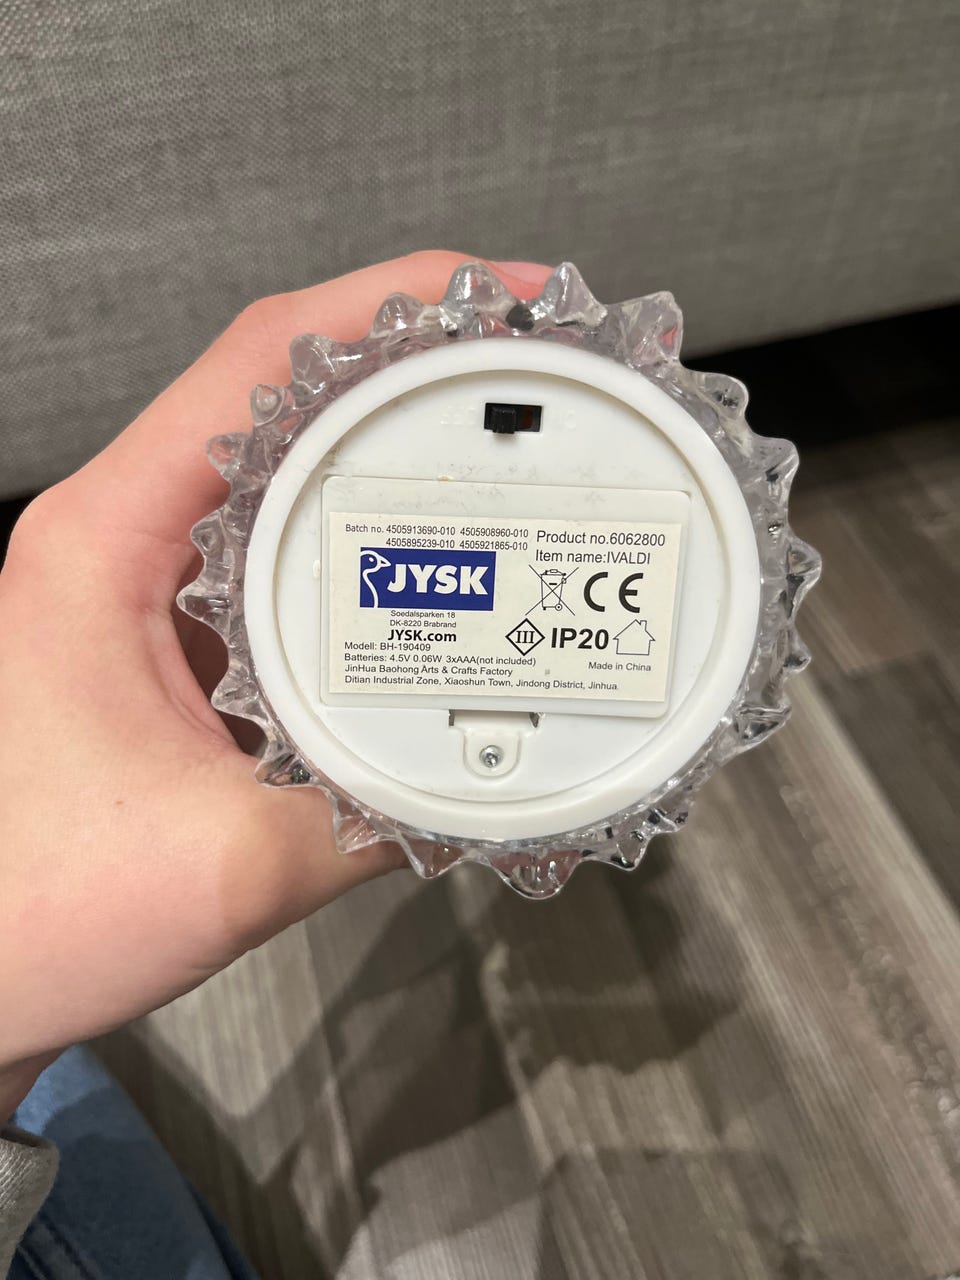 Batch no. 4505913690-010 4505908960-010
4505895239-010 4505921865-010
Product no.6062800
Item name:IVALDI
JYSK
Soedalsparken 18
DK-8220 Brabrand
JYSK.com
CE
III IP20
Modell: BH-190409
Batteries: 4.5V 0.06W 3xAAA(not included)
Made in China
JinHua Baohong Arts & Crafts Factory
Ditian Industrial Zone, Xiaoshun Town, Jindong District, Jinhua.